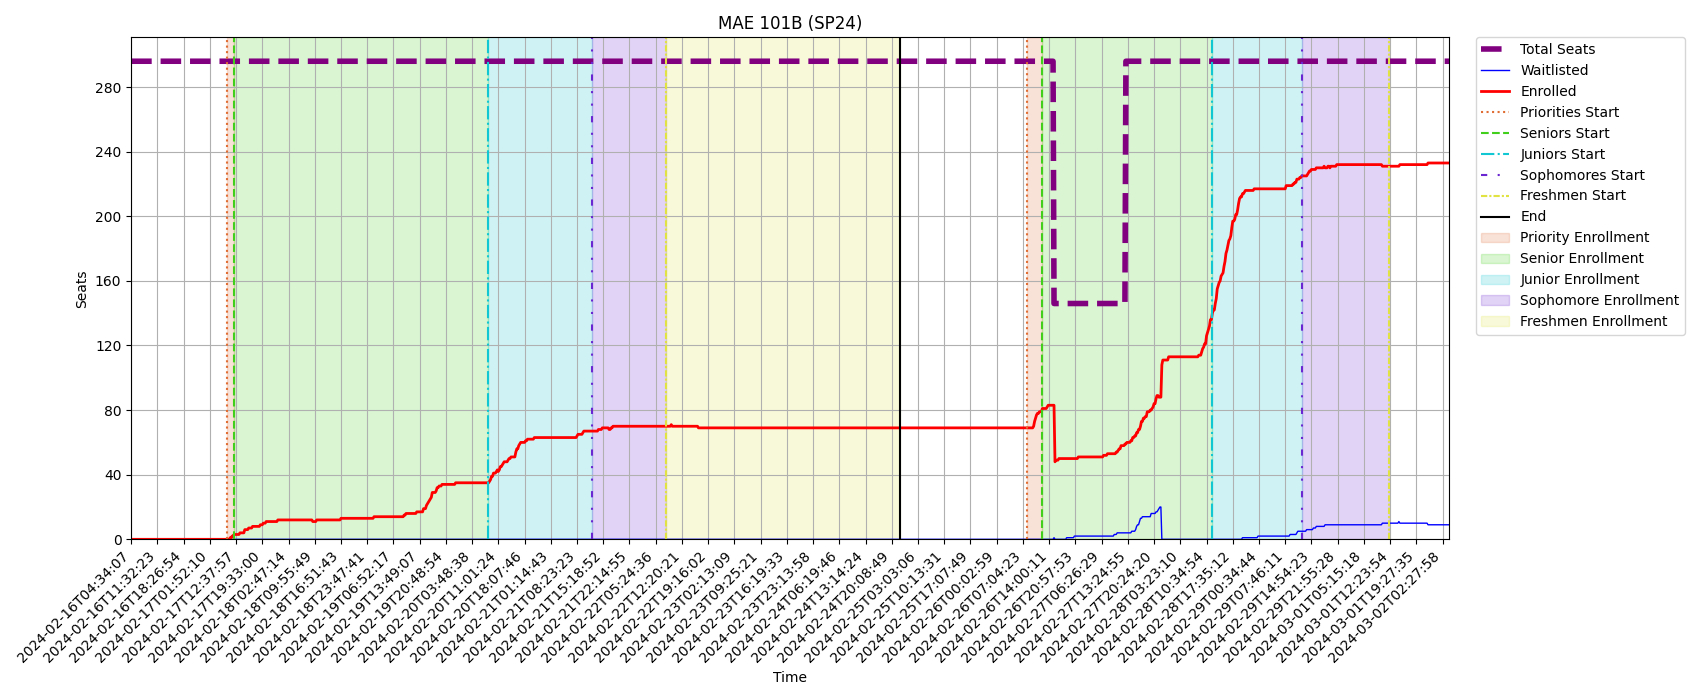 MAE 101B (SP24)
Seats
280
240
200
160
120
80
40
0
2024-02-16T04:34:07
2024-02-16T11:32:23
2024-02-16T18:26:54
2024-02-17T01:52:10
2024-02-17T12:37:57
2024-02-17T19:33:00
2024-02-18T02:47:14
2024-02-18T09:55:49
2024-02-18T16:51:43
2024-02-18T23:47:41
2024-02-19T06:52:17
2024-02-19T13:49:07
2024-02-19T20:48:54
2024-02-20T03:48:38
2024-02-20T11:01:24
2024-02-20T18:07:46
2024-02-21T01:14:43
2024-02-21T08:23:23
2024-02-21T15:18:52
2024-02-21T22:14:55
2024-02-22T05:24:36
2024-02-22T12:20:21
2024-02-22T19:16:02
2024-02-23T02:13:09
2024-02-23T09:25:21
2024-02-23T16:19:33
2024-02-23T23:13:58
2024-02-24T06:19:46
2024-02-24T13:14:24
2024-02-24T20:08:49
2024-02-25T03:03:06
2024-02-25T10:13:31
2024-02-25T17:07:49
2024-02-26T00:02:59
2024-02-26T07:04:23
2024-02-26T14:00:11
2024-02-26T20:57:53
2024-02-27T06:26:29
2024-02-27T13:24:55
2024-02-27T20:24:20
2024-02-28T03:23:10
2024-02-28T10:34:54
2024-02-28T17:35:12
2024-02-29T00:34:44
2024-02-29T07:46:11
2024-02-29T14:54:23
2024-02-29T21:55:28
2024-03-01T05:15:18
2024-03-01T12:23:54
2024-03-01T19:27:35
2024-03-02T02:27:58
Time
Total Seats
Waitlisted
Enrolled
Priorities Start
Seniors Start
Juniors Start
Sophomores Start
Freshmen Start
End
Priority Enrollment
Senior Enrollment
Junior Enrollment
Sophomore Enrollment
Freshmen Enrollment